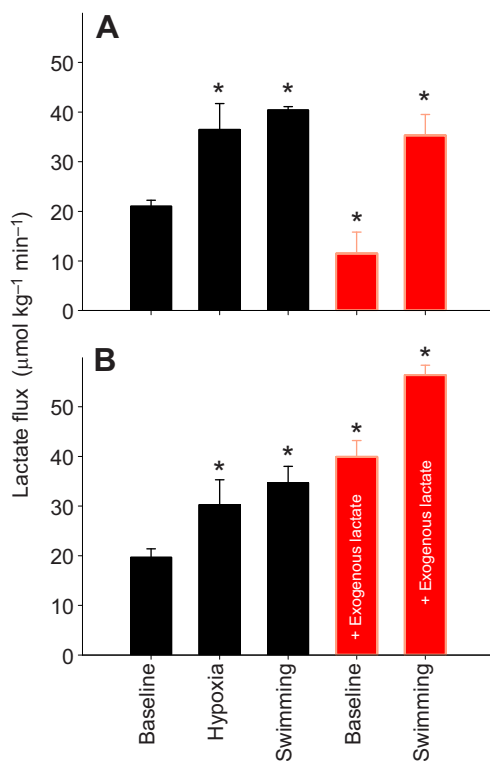 A
50
40
30
20
10
0
* * * *
B
50
40
30
20
10
0
* * * *
Lactate flux (μmol kg⁻¹ min⁻¹)
+ Exogenous lactate
+ Exogenous lactate
Baseline
Hypoxia
Swimming
Baseline
Swimming